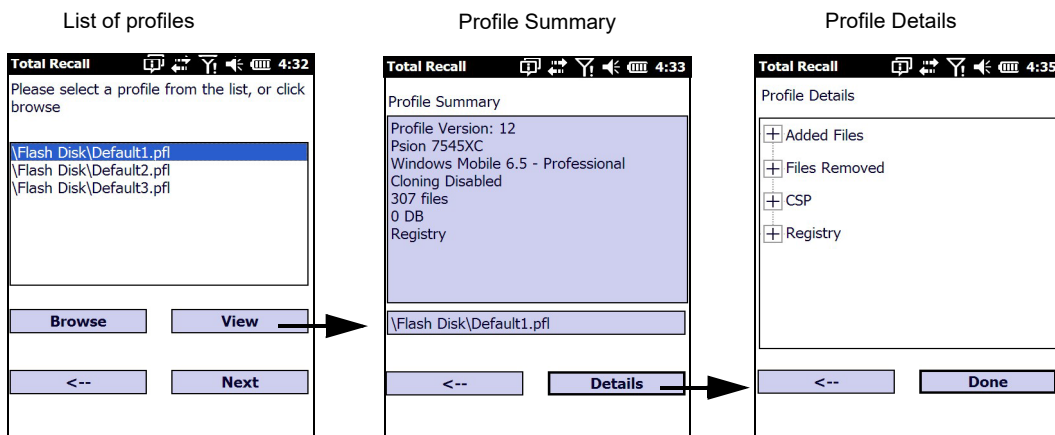 List of profiles
Total Recall 4:32
Please select a profile from the list, or click
browse
\Flash Disk\Default1.pfl
\Flash Disk\Default2.pfl
\Flash Disk\Default3.pfl
Browse View
<-- Next
Profile Summary
Total Recall 4:33
Profile Summary
Profile Version: 12
Psion 7545XC
Windows Mobile 6.5 - Professional
Cloning Disabled
307 files
0 DB
Registry
\Flash Disk\Default1.pfl
<-- Details
Profile Details
Total Recall 4:35
Profile Details
Added Files
Files Removed
CSP
Registry
<-- Done